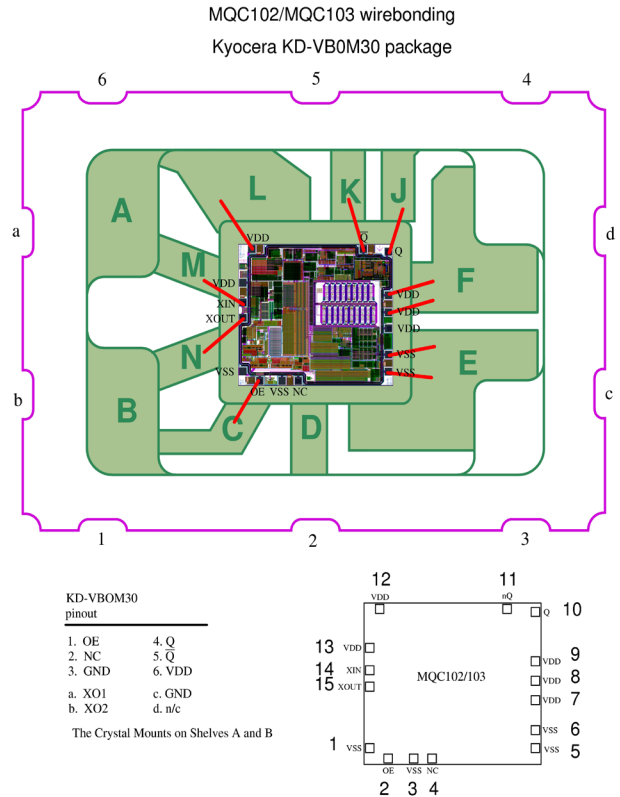 MQC102/MQC103 wirebonding
Kyocera KD-VB0M30 package
6 5 4
A L K J
VDD Q̅ Q
a d
M VDD F
VDD
XIN VDD
XOUT VDD
N VSS E
VSS VSS
OE VSS NC
b B C D c
1 2 3
KD-VBOM30
pinout
1. OE 4. Q
2. NC 5. Q̅
3. GND 6. VDD
a. XO1 c. GND
b. XO2 d. n/c
The Crystal Mounts on Shelves A and B
12 11
VDD nQ
Q 10
13 VDD
14 XIN
15 XOUT
MQC102/103
VDD 9
VDD 8
VDD 7
VSS 6
VSS 5
1 VSS
OE VSS NC
2 3 4